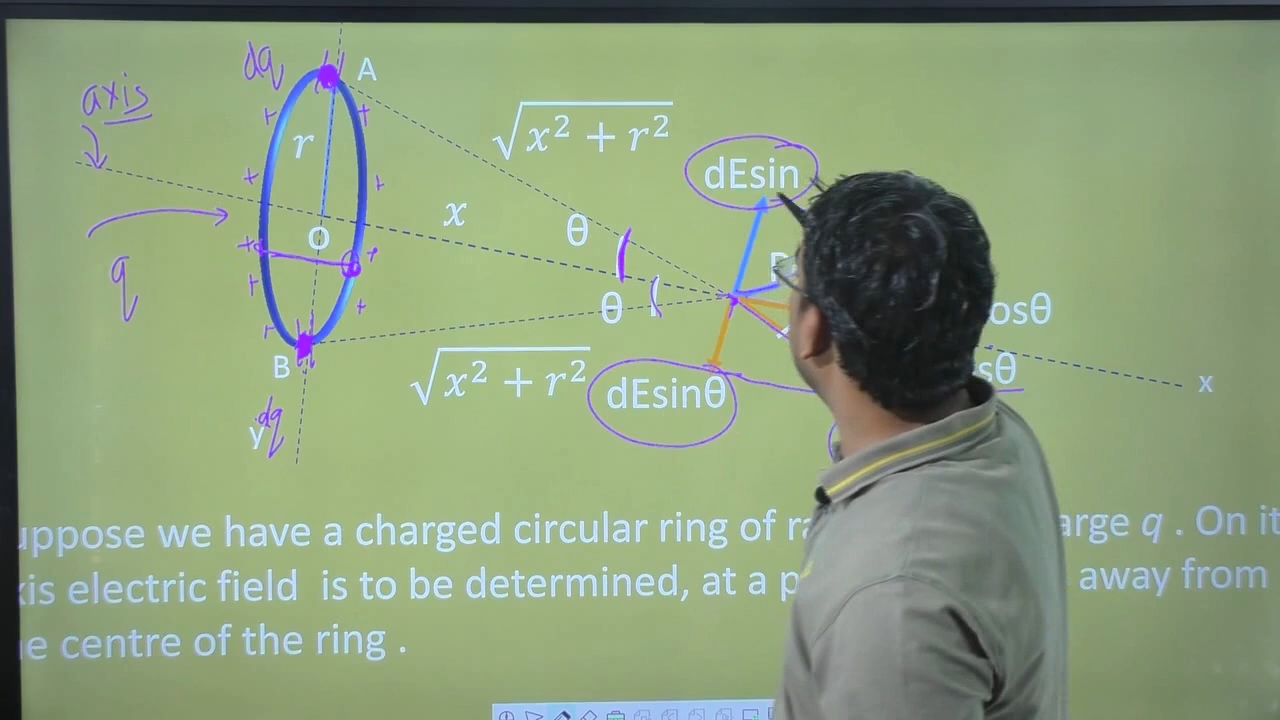 dq
A
axis
r
√x² + r²
dEsin
x
θ
O
q
θ
osθ
sθ
x
B
√x² + r²
dEsinθ
y
dq
uppose we have a charged circular ring of ra arge q . On it
is electric field is to be determined, at a p away from
e centre of the ring .